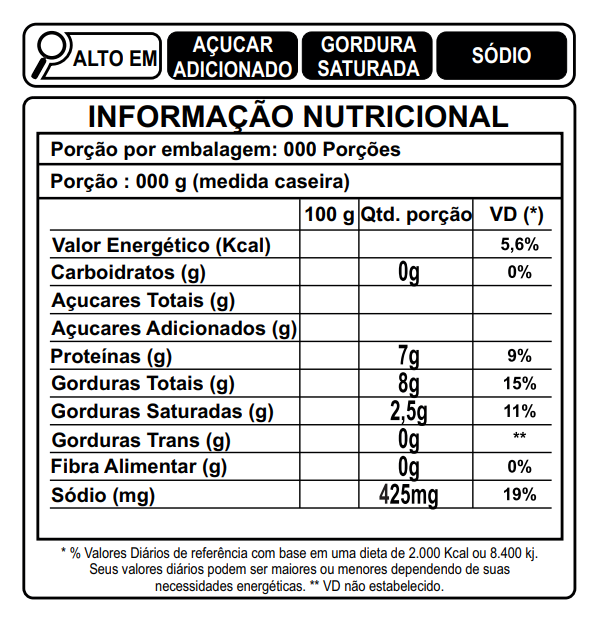 ALTO EM
AÇUCAR
ADICIONADO
GORDURA
SATURADA
SÓDIO
INFORMAÇÃO NUTRICIONAL
Porção por embalagem: 000 Porções
Porção : 000 g (medida caseira)
100 g Qtd. porção VD (*)
Valor Energético (Kcal) 5,6%
Carboidratos (g) 0g 0%
Açucares Totais (g)
Açucares Adicionados (g)
Proteínas (g) 7g 9%
Gorduras Totais (g) 8g 15%
Gorduras Saturadas (g) 2,5g 11%
Gorduras Trans (g) 0g **
Fibra Alimentar (g) 0g 0%
Sódio (mg) 425mg 19%
* % Valores Diários de referência com base em uma dieta de 2.000 Kcal ou 8.400 kj.
Seus valores diários podem ser maiores ou menores dependendo de suas
necessidades energéticas. ** VD não estabelecido.